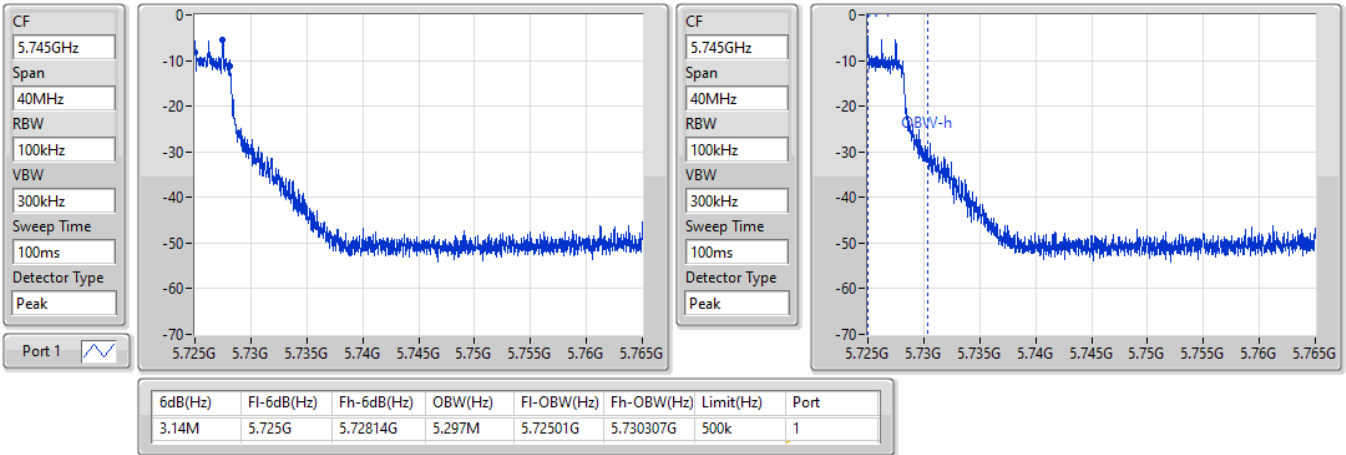 CF
5.745GHz
Span
40MHz
RBW
100kHz
VBW
300kHz
Sweep Time
100ms
Detector Type
Peak
Port 1
0
-10
-20
-30
-40
-50
-60
-70
5.725G 5.73G 5.735G 5.74G 5.745G 5.75G 5.755G 5.76G 5.765G
CF
5.745GHz
Span
40MHz
RBW
100kHz
VBW
300kHz
Sweep Time
100ms
Detector Type
Peak
0
-10
-20
-30
-40
-50
-60
-70
OBW-h
5.725G 5.73G 5.735G 5.74G 5.745G 5.75G 5.755G 5.76G 5.765G
6dB(Hz) Fl-6dB(Hz) Fh-6dB(Hz) OBW(Hz) Fl-OBW(Hz) Fh-OBW(Hz) Limit(Hz) Port
3.14M 5.725G 5.72814G 5.297M 5.72501G 5.730307G 500k 1